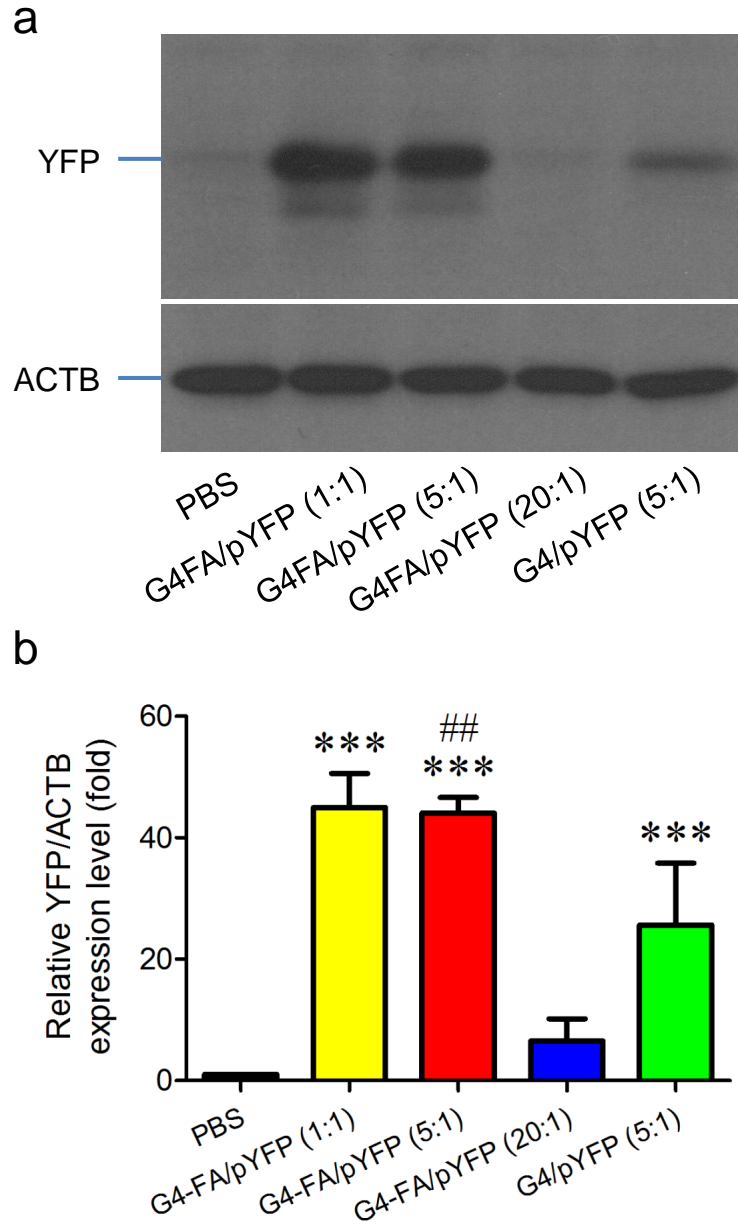 a
YFP
ACTB
PBS
G4FA/pYFP (1:1)
G4FA/pYFP (5:1)
G4FA/pYFP (20:1)
G4/pYFP (5:1)
b
Relative YFP/ACTB
expression level (fold)
60
40
20
0
***
##
***
***
PBS
G4-FA/pYFP (1:1)
G4-FA/pYFP (5:1)
G4-FA/pYFP (20:1)
G4/pYFP (5:1)